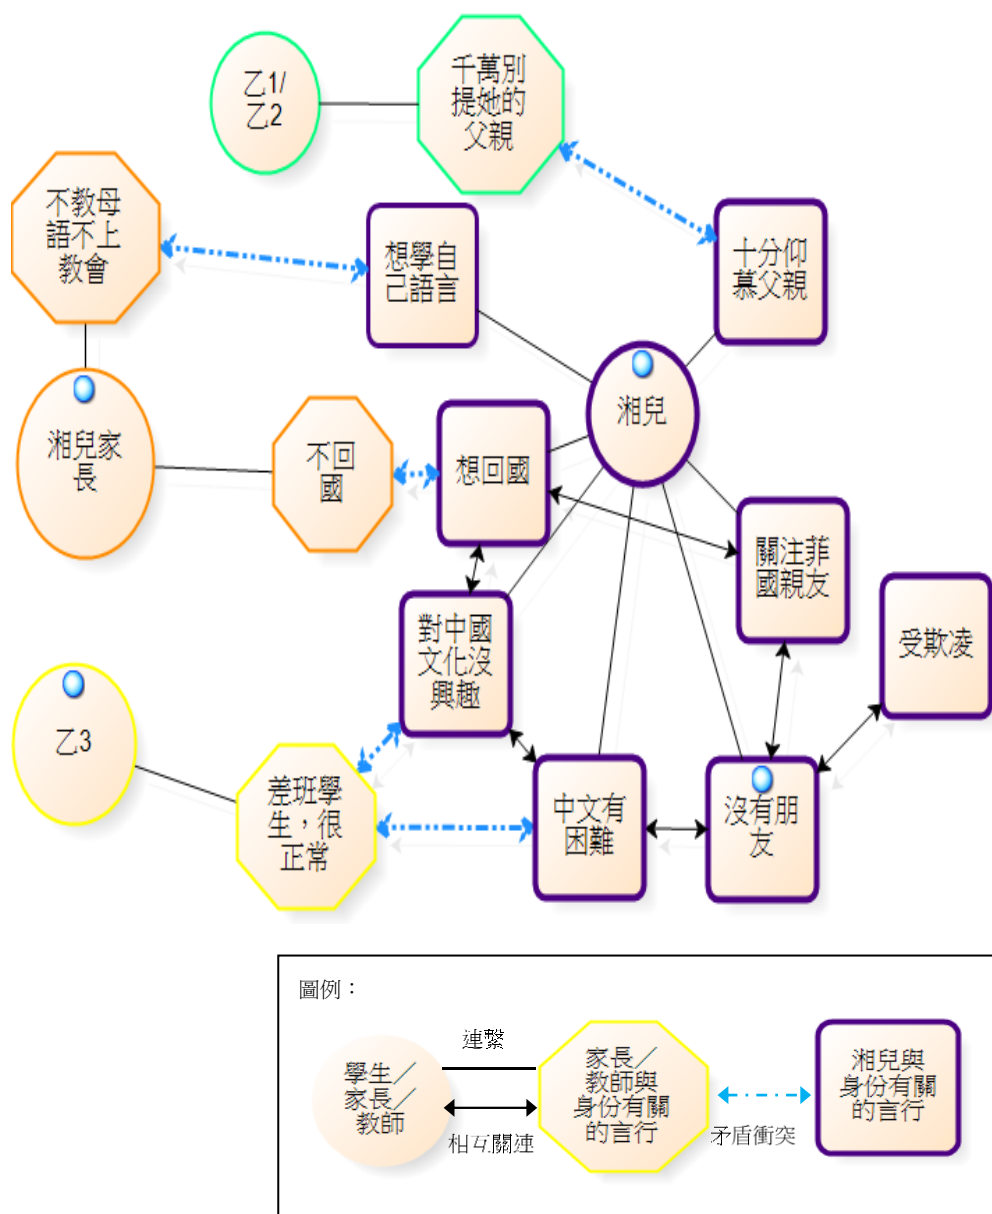 乙1/
乙2
千萬別
提她的
父親
不教母
語不上
教會
想學自
己語言
十分仰
慕父親
湘兒
湘兒家
長
不回
國
想回國
關注菲
國親友
受欺凌
對中國
文化沒
興趣
乙3
差班學
生，很
正常
中文有
困難
沒有朋
友
圖例：
學生／
家長／
教師
連繫
相互關連
家長／
教師與
身份有關
的言行
矛盾衝突
湘兒與
身份有關
的言行